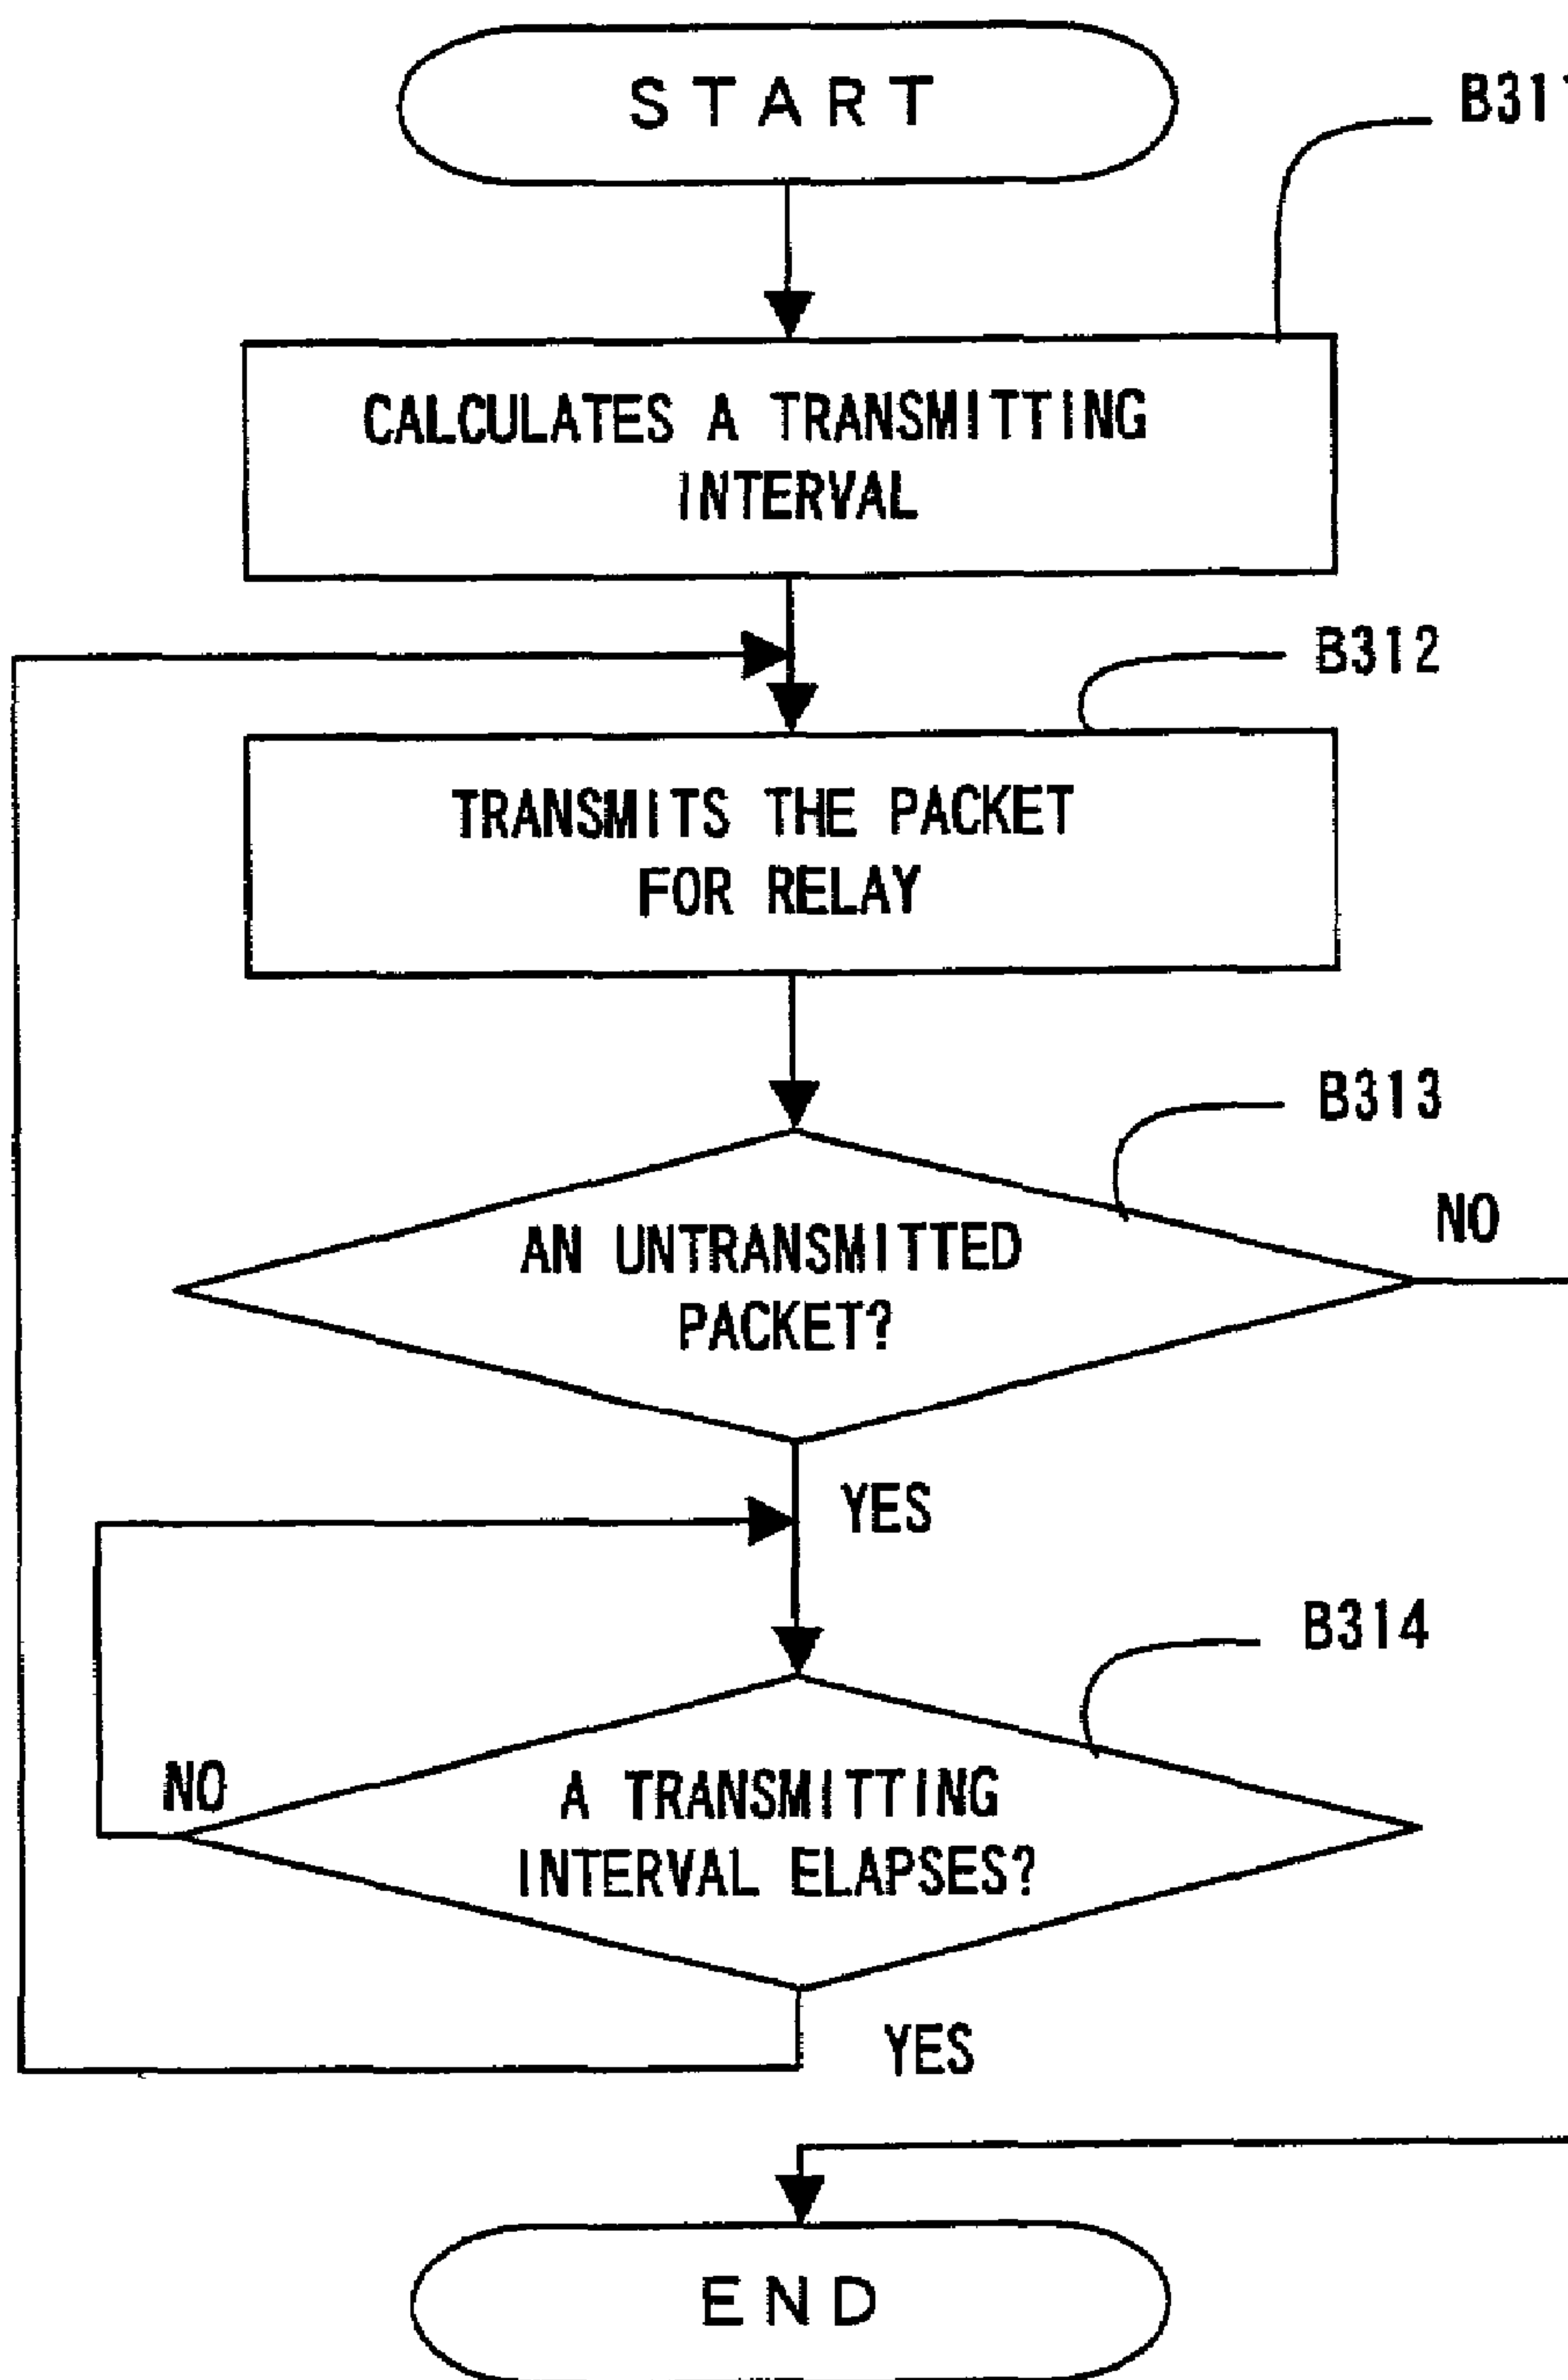 START
B311
CALCULATES A TRANSMITTING
INTERVAL
B312
TRANSMITS THE PACKET
FOR RELAY
B313
NO
AN UNTRANSMITTED
PACKET?
YES
B314
NO
A TRANSMITTING
INTERVAL ELAPSES?
YES
END